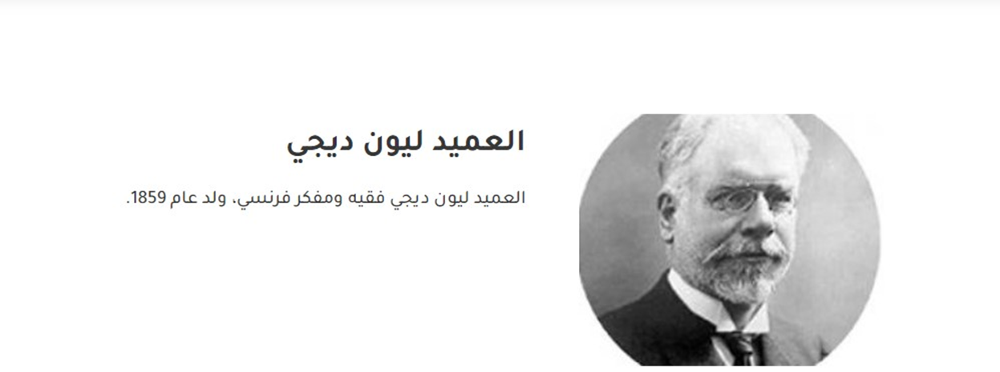 العميد ليون ديجي
العميد ليون ديجي فقيه ومفكر فرنسي، ولد عام 1859.